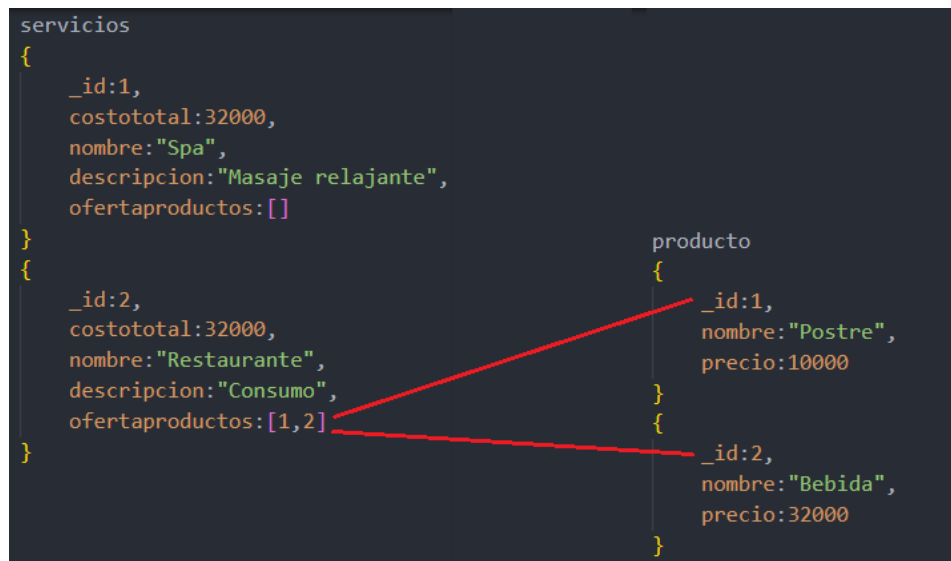 servicios
{
_id:1,
costototal:32000,
nombre:"Spa",
descripcion:"Masaje relajante",
ofertaproductos:[]
}
{
_id:2,
costototal:32000,
nombre:"Restaurante",
descripcion:"Consumo",
ofertaproductos:[1,2]
}
producto
{
_id:1,
nombre:"Postre",
precio:10000
}
{
_id:2,
nombre:"Bebida",
precio:32000
}